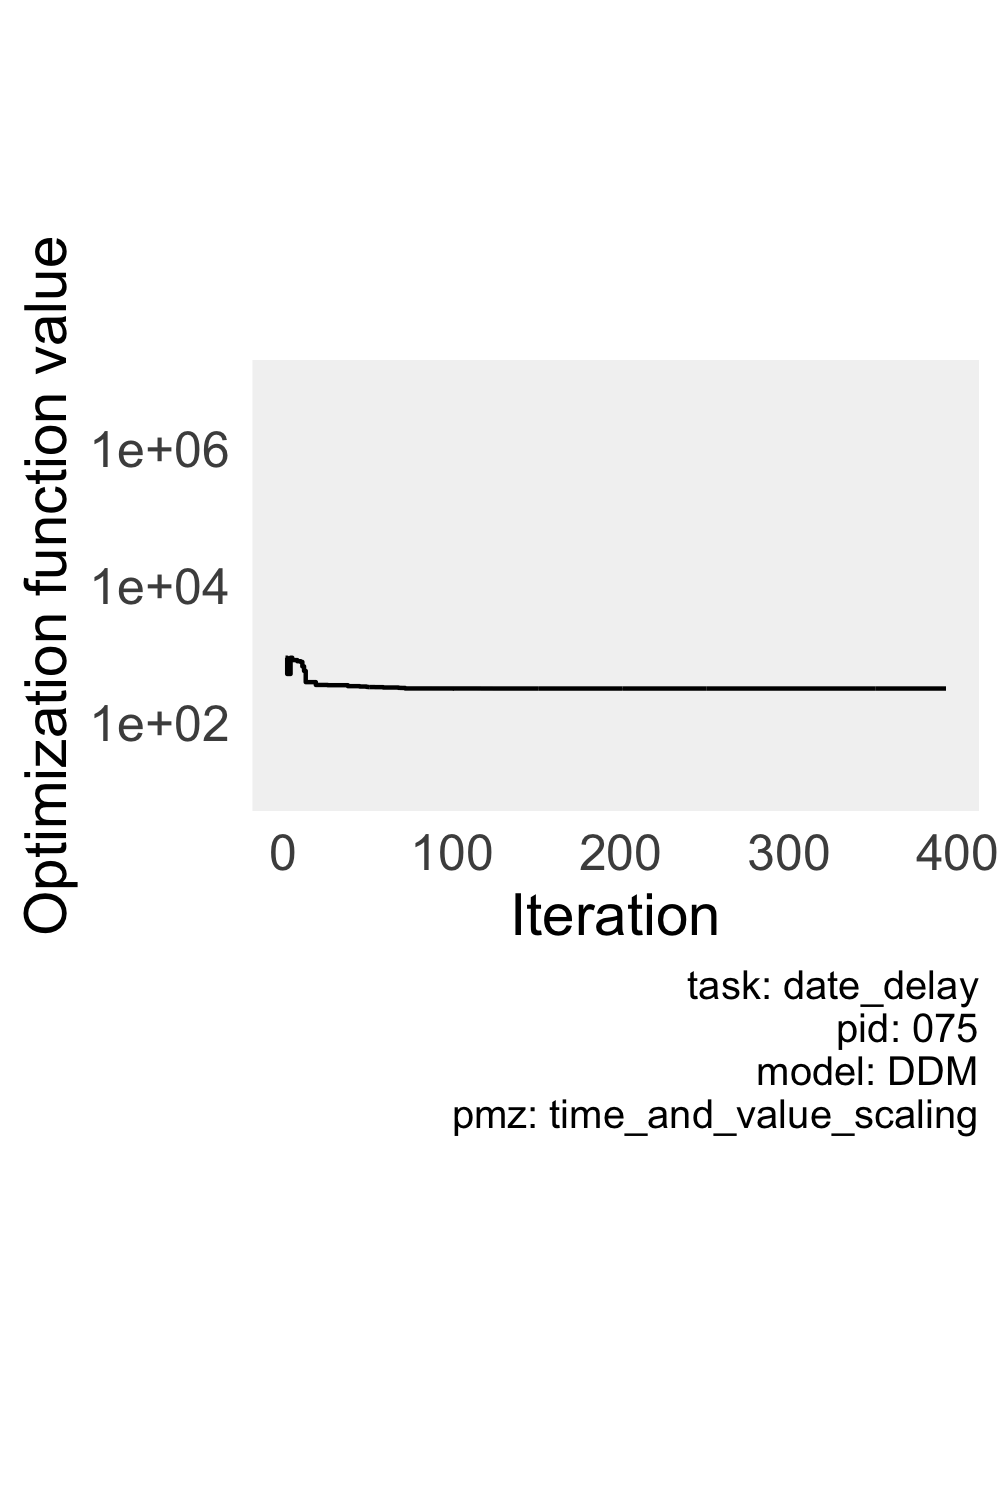 Optimization function value
1e+06
1e+04
1e+02
0 100 200 300 400
Iteration
task: date_delay
pid: 075
model: DDM
pmz: time_and_value_scaling